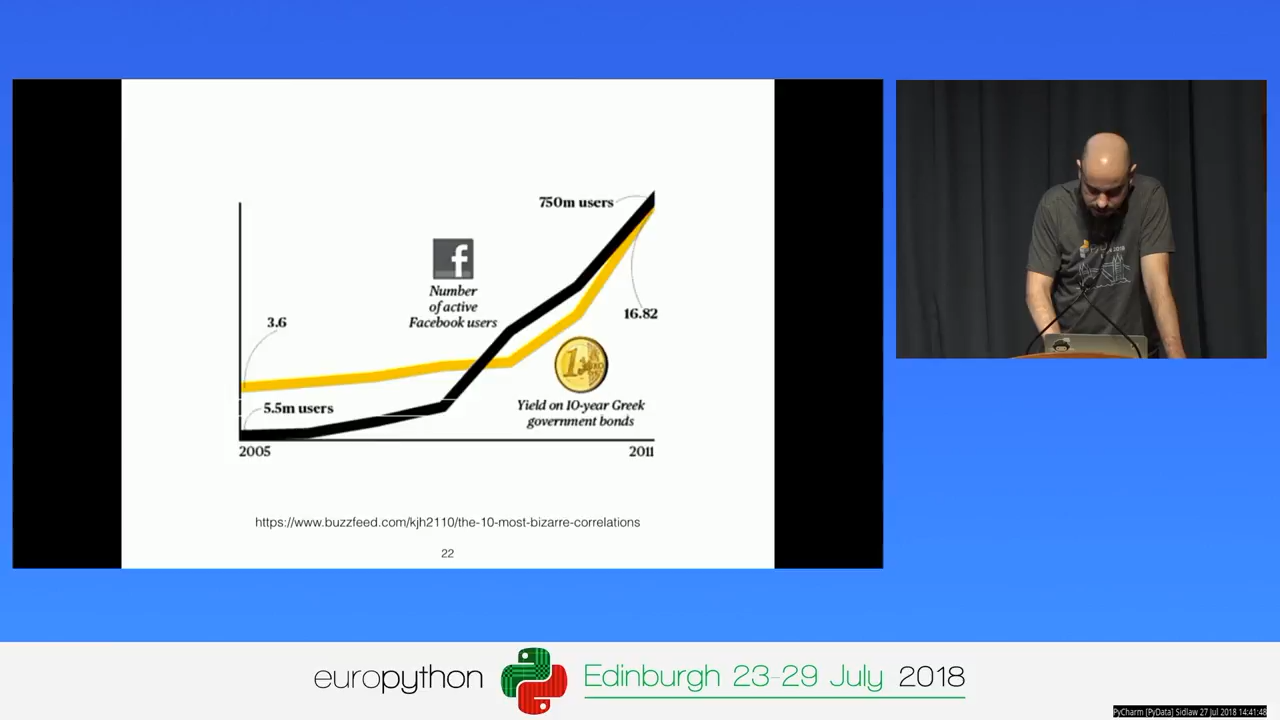 750m users
Number
of active
Facebook users
3.6
16.82
5.5m users
Yield on 10-year Greek
government bonds
2005
2011
https://www.buzzfeed.com/kjh2110/the-10-most-bizarre-correlations
22
2018
europython
Edinburgh 23-29 July 2018
PyCharm [PyData] Sidlaw 27 Jul 2018 14:41:48